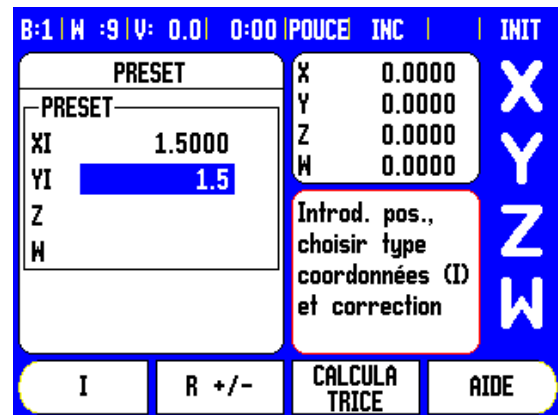 B:1 | W :9 | V: 0.0 | 0:00 | POUCE | INC | | INIT
PRESET
PRESET
XI 1.5000
YI 1.5
Z
W
X 0.0000
Y 0.0000
Z 0.0000
W 0.0000
Introd. pos.,
choisir type
coordonnées (I)
et correction
X
Y
Z
W
I
R +/-
CALCULA
TRICE
AIDE